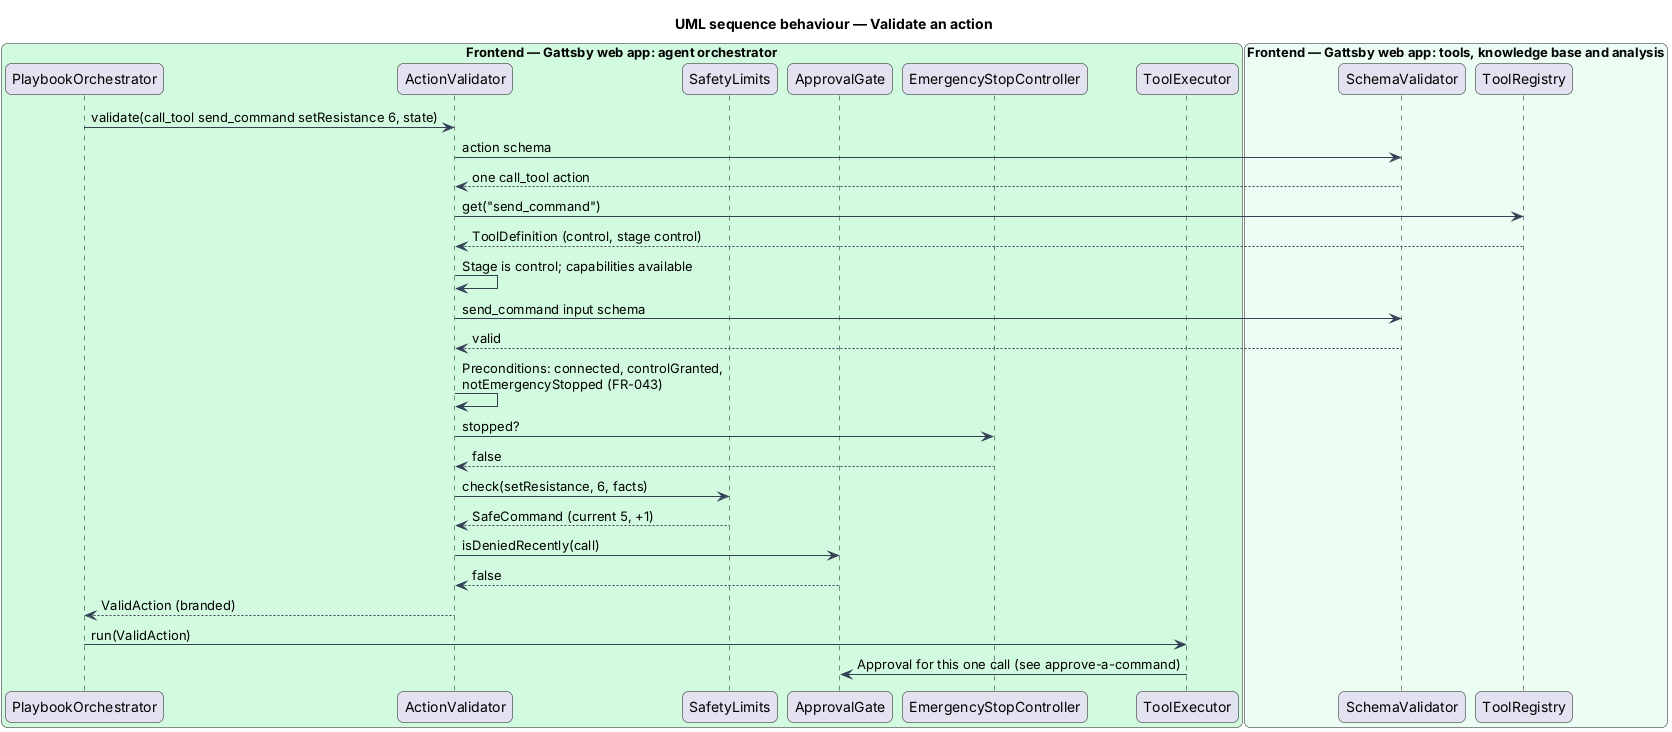 UML sequence behaviour — Validate an action
Frontend — Gattsby web app: agent orchestrator
Frontend — Gattsby web app: tools, knowledge base and analysis
PlaybookOrchestrator
ActionValidator
SafetyLimits
ApprovalGate
EmergencyStopController
ToolExecutor
SchemaValidator
ToolRegistry
validate(call_tool send_command setResistance 6, state)
action schema
one call_tool action
get("send_command")
ToolDefinition (control, stage control)
Stage is control; capabilities available
send_command input schema
valid
Preconditions: connected, controlGranted,
notEmergencyStopped (FR-043)
stopped?
false
check(setResistance, 6, facts)
SafeCommand (current 5, +1)
isDeniedRecently(call)
false
ValidAction (branded)
run(ValidAction)
Approval for this one call (see approve-a-command)
PlaybookOrchestrator
ActionValidator
SafetyLimits
ApprovalGate
EmergencyStopController
ToolExecutor
SchemaValidator
ToolRegistry